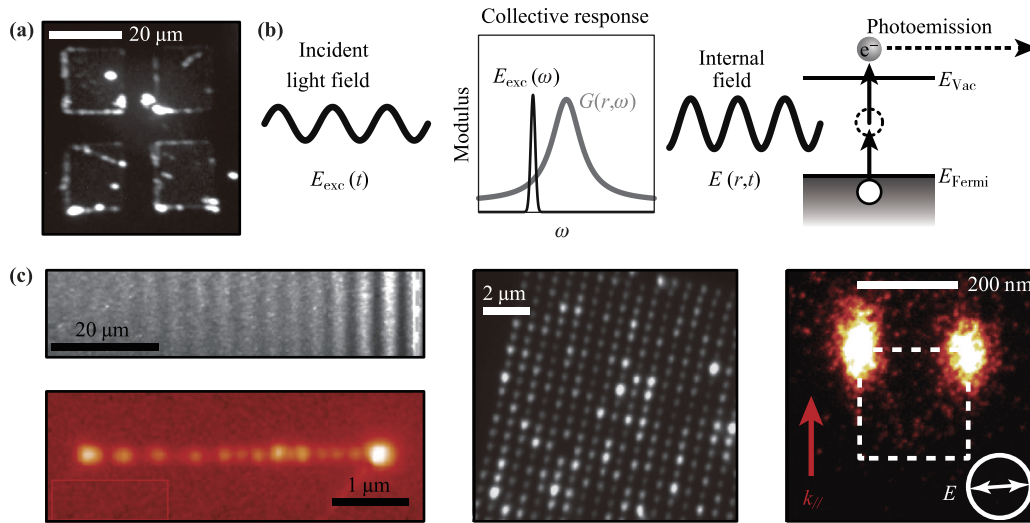 (a)
20 μm
(b)
Incident
light field
E_exc (t)
Collective response
Modulus
E_exc(ω)
G(r,ω)
ω
Internal
field
E (r,t)
Photoemission
e⁻
E_Vac
E_Fermi
(c)
20 μm
1 μm
2 μm
200 nm
k_//
E